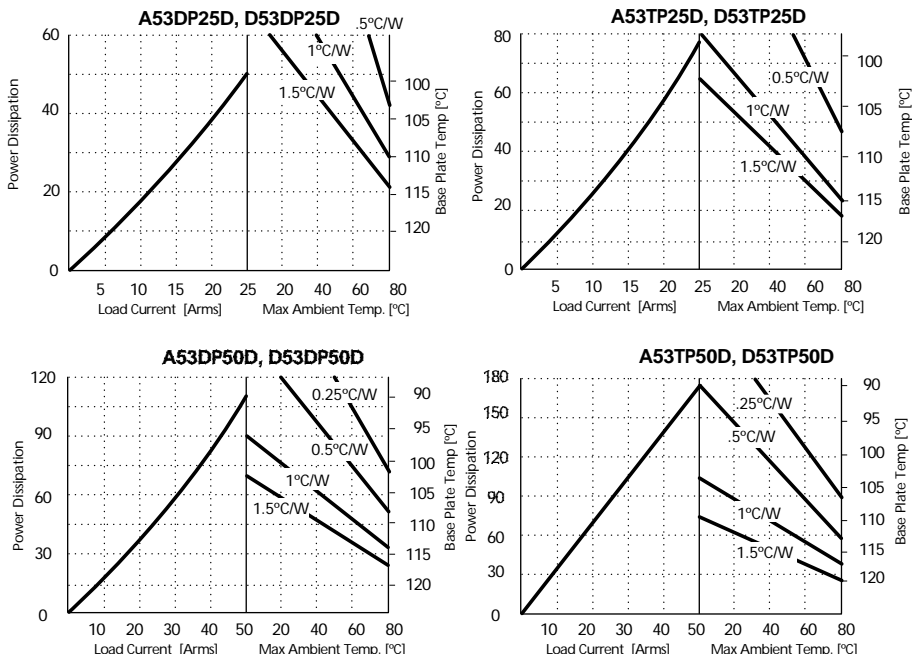 A53DP25D, D53DP25D
60
40
20
0
Power Dissipation
.5ºC/W
1ºC/W
1.5ºC/W
100
105
110
115
120
Base Plate Temp [ºC]
5 10 15 20 25 20 40 60 80
Load Current [Arms] Max Ambient Temp. [ºC]
A53TP25D, D53TP25D
80
60
40
20
0
Power Dissipation
0.5ºC/W
1ºC/W
1.5ºC/W
100
105
110
115
120
Base Plate Temp [ºC]
5 10 15 20 25 20 40 60 80
Load Current [Arms] Max Ambient Temp. [ºC]
A53DP50D, D53DP50D
120
90
60
30
0
Power Dissipation
0.25ºC/W
0.5ºC/W
1ºC/W
1.5ºC/W
90
95
100
105
110
115
120
Base Plate Temp [ºC]
10 20 30 40 50 20 40 60 80
Load Current [Arms] Max Ambient Temp. [ºC]
A53TP50D, D53TP50D
180
150
120
90
60
30
0
Power Dissipation
.25ºC/W
.5ºC/W
1ºC/W
1.5ºC/W
90
95
100
105
110
115
120
Base Plate Temp [ºC]
10 20 30 40 50 20 40 60 80
Load Current [Arms] Max Ambient Temp. [ºC]